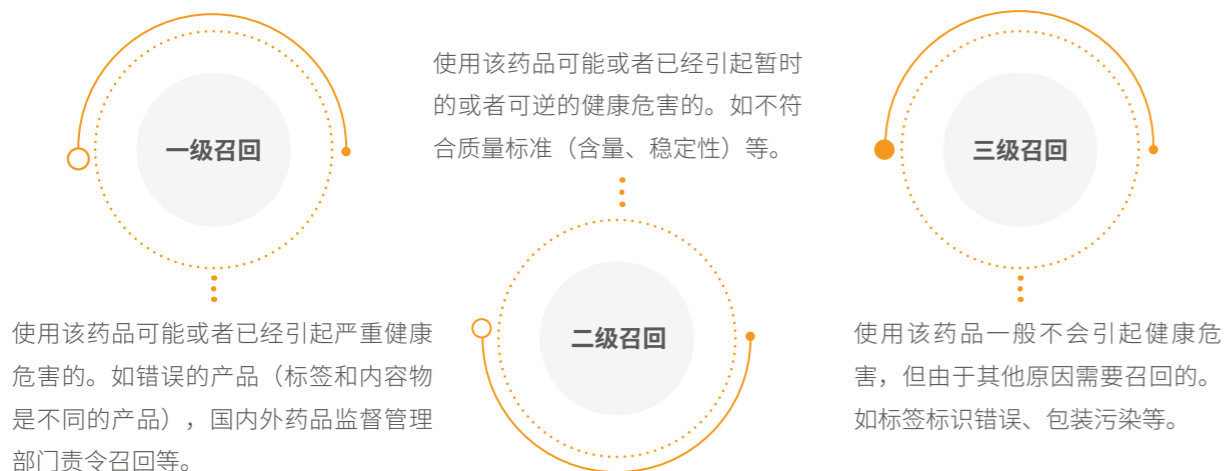 一级召回
使用该药品可能或者已经引起严重健康
危害的。如错误的产品（标签和内容物
是不同的产品），国内外药品监督管理
部门责令召回等。
使用该药品可能或者已经引起暂时
的或者可逆的健康危害的。如不符
合质量标准（含量、稳定性）等。
二级召回
三级召回
使用该药品一般不会引起健康危
害，但由于其他原因需要召回的。
如标签标识错误、包装污染等。